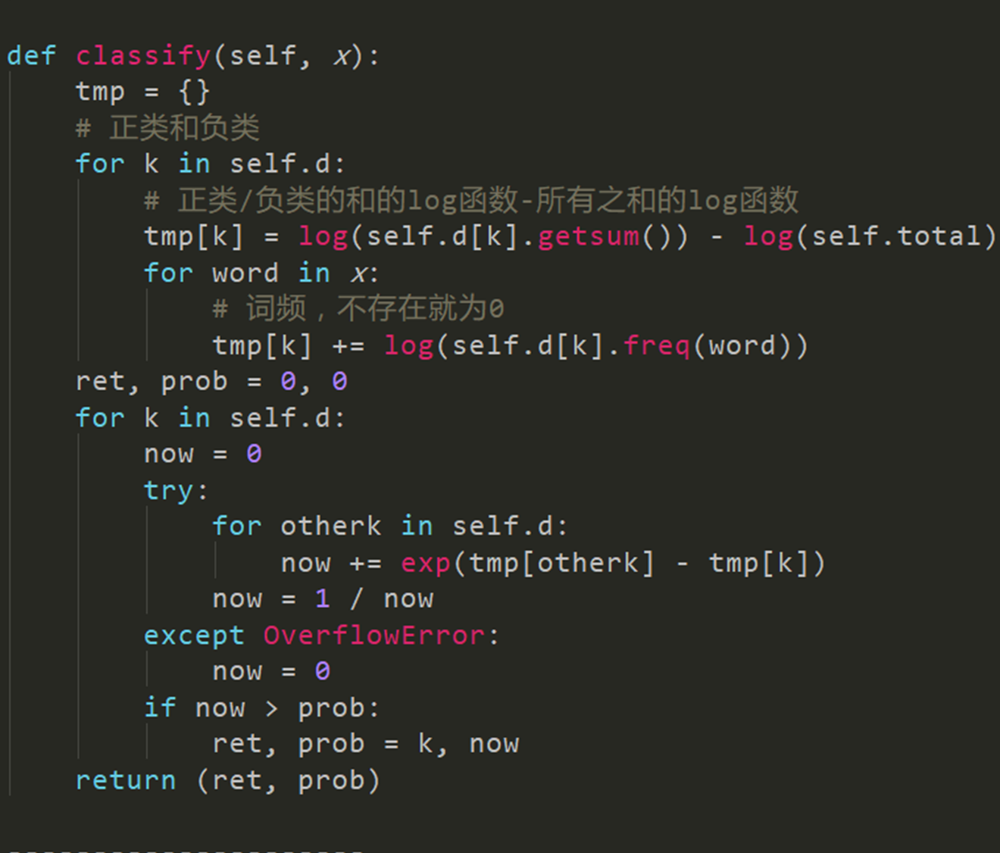 def classify(self, x):
    tmp = {}
    # 正类和负类
    for k in self.d:
        # 正类/负类的和的log函数-所有之和的log函数
        tmp[k] = log(self.d[k].getsum()) - log(self.total)
        for word in x:
            # 词频，不存在就为0
            tmp[k] += log(self.d[k].freq(word))
    ret, prob = 0, 0
    for k in self.d:
        now = 0
        try:
            for otherk in self.d:
                now += exp(tmp[otherk] - tmp[k])
            now = 1 / now
        except OverflowError:
            now = 0
        if now > prob:
            ret, prob = k, now
    return (ret, prob)